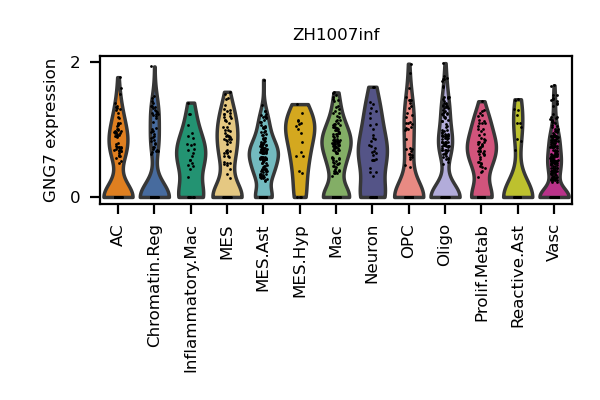 ZH1007inf
GNG7 expression
2
0
AC
Chromatin.Reg
Inflammatory.Mac
MES
MES.Ast
MES.Hyp
Mac
Neuron
OPC
Oligo
Prolif.Metab
Reactive.Ast
Vasc